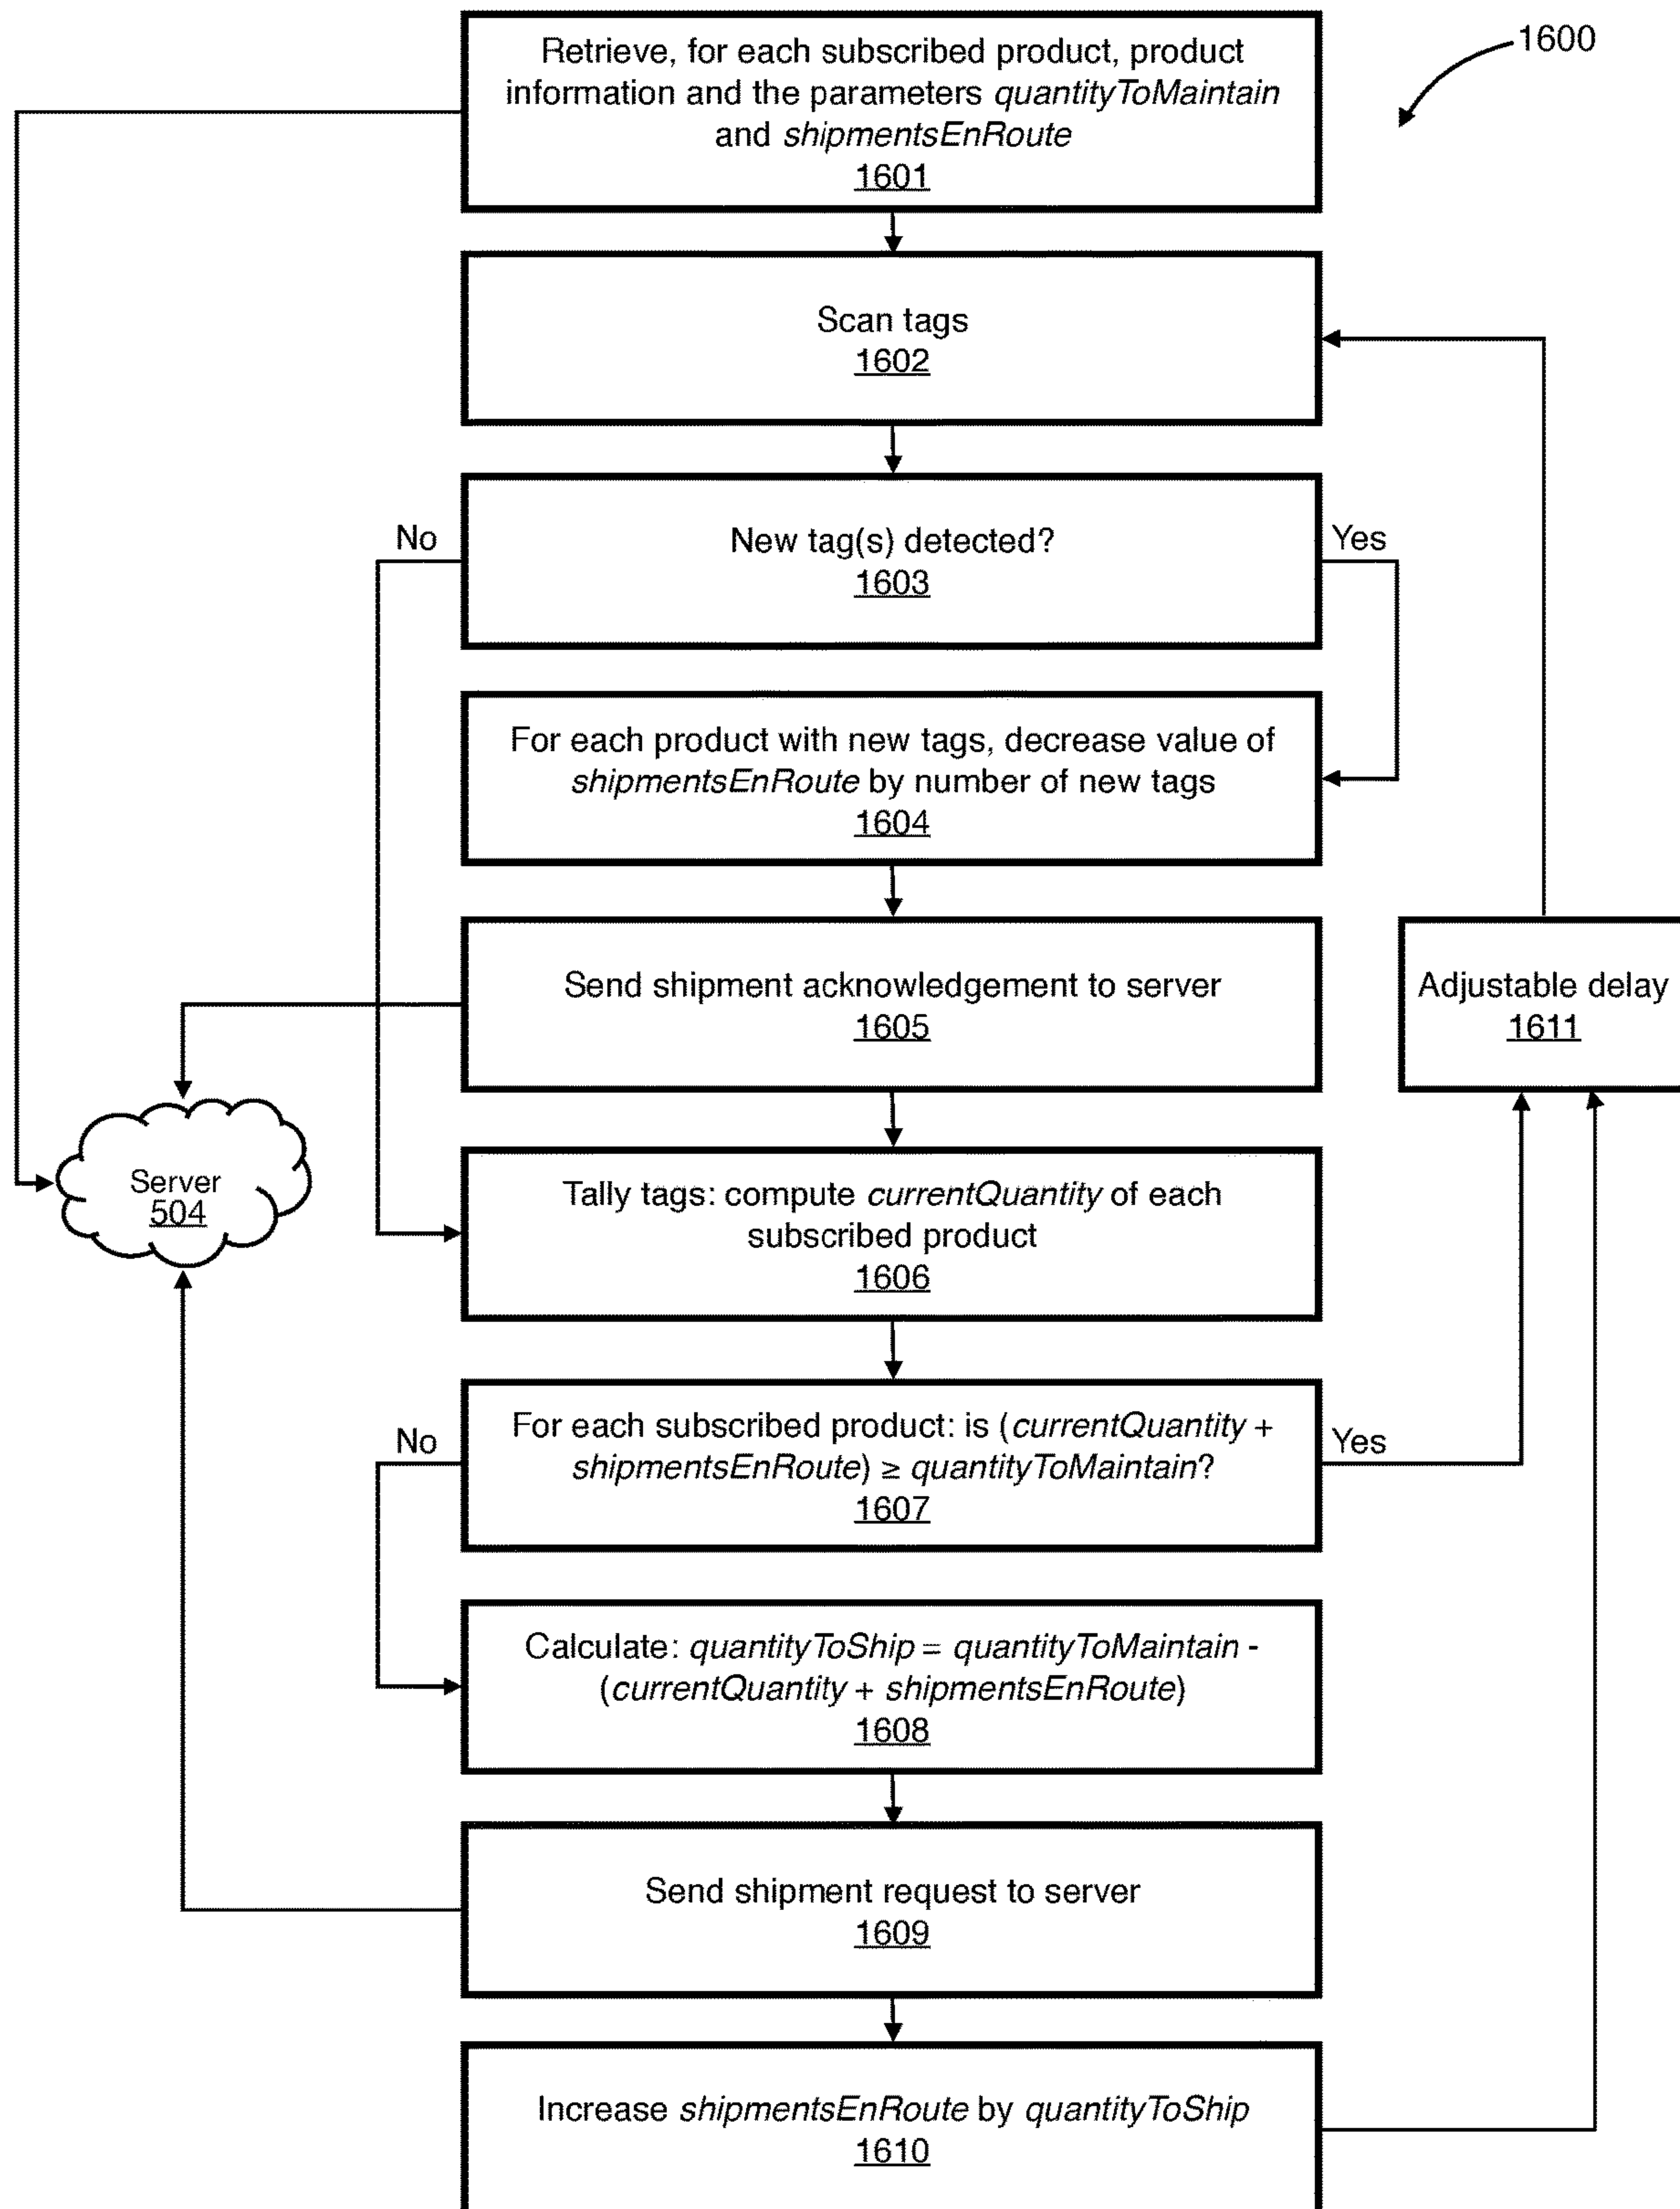 Retrieve, for each subscribed product, product
information and the parameters quantityToMaintain
and shipmentsEnRoute
1601
1600
Scan tags
1602
No
New tag(s) detected?
1603
Yes
For each product with new tags, decrease value of
shipmentsEnRoute by number of new tags
1604
Send shipment acknowledgement to server
1605
Adjustable delay
1611
Server
504
Tally tags: compute currentQuantity of each
subscribed product
1606
No
For each subscribed product: is (currentQuantity +
shipmentsEnRoute) ≥ quantityToMaintain?
1607
Yes
Calculate: quantityToShip = quantityToMaintain -
(currentQuantity + shipmentsEnRoute)
1608
Send shipment request to server
1609
Increase shipmentsEnRoute by quantityToShip
1610